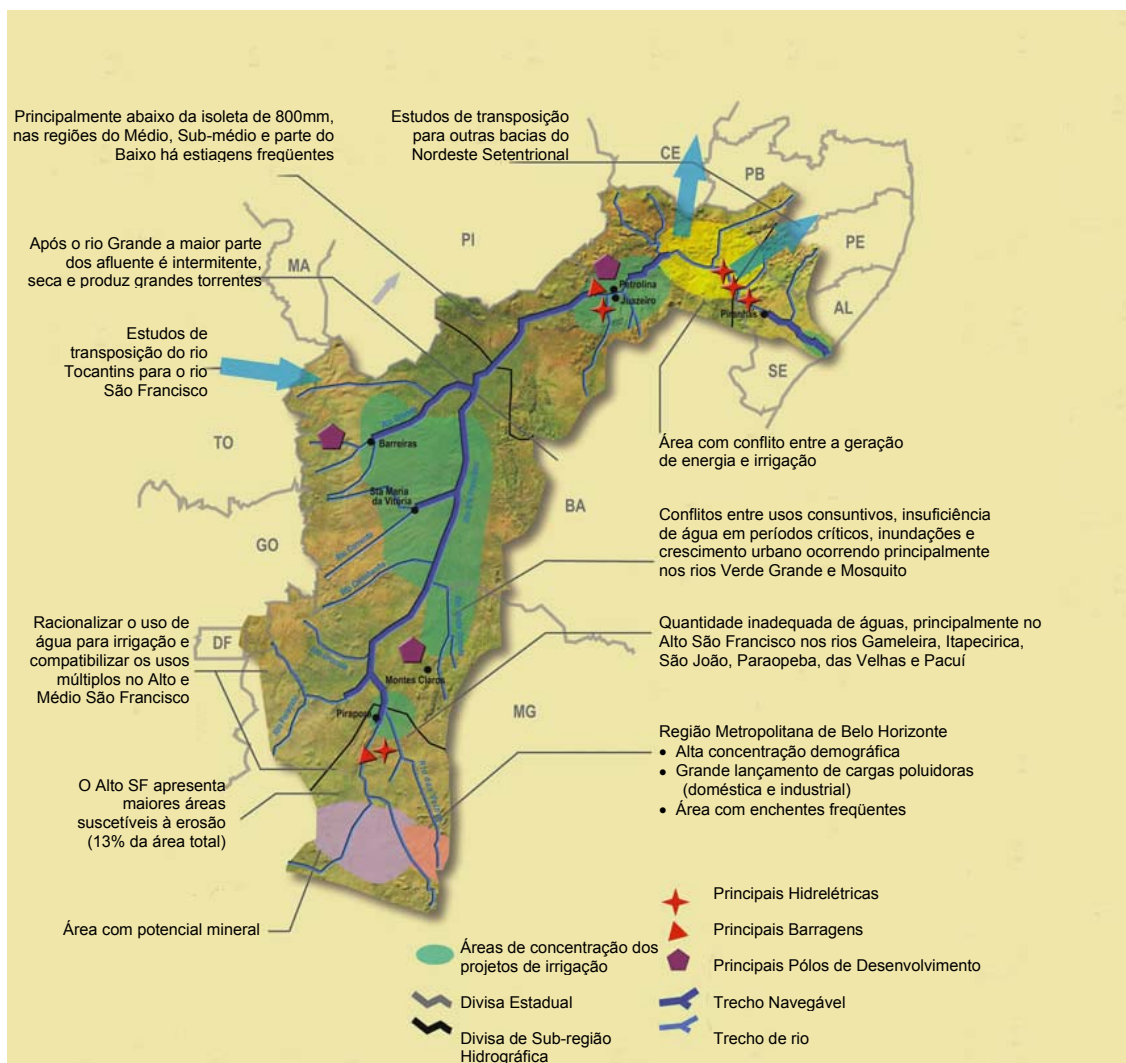 Principalmente abaixo da isoleta de 800mm,
nas regiões do Médio, Sub-médio e parte do
Baixo há estiagens freqüentes
Estudos de transposição
para outras bacias do
Nordeste Setentrional
CE
PB
PI
PE
MA
AL
SE
Após o rio Grande a maior parte
dos afluente é intermitente,
seca e produz grandes torrentes
Petrolina
Juazeiro
Piranhas
Estudos de
transposição do rio
Tocantins para o rio
São Francisco
TO
Barreiras
Sta Maria
da Vitória
BA
GO
Área com conflito entre a geração
de energia e irrigação
Conflitos entre usos consuntivos, insuficiência
de água em períodos críticos, inundações e
crescimento urbano ocorrendo principalmente
nos rios Verde Grande e Mosquito
Racionalizar o uso de
água para irrigação e
compatibilizar os usos
múltiplos no Alto e
Médio São Francisco
DF
Quantidade inadequada de águas, principalmente no
Alto São Francisco nos rios Gameleira, Itapecirica,
São João, Paraopeba, das Velhas e Pacuí
Montes Claros
Pirapora
MG
Região Metropolitana de Belo Horizonte
• Alta concentração demográfica
• Grande lançamento de cargas poluidoras
(doméstica e industrial)
• Área com enchentes freqüentes
O Alto SF apresenta
maiores áreas
suscetíveis à erosão
(13% da área total)
Área com potencial mineral
Áreas de concentração dos
projetos de irrigação
Divisa Estadual
Divisa de Sub-região
Hidrográfica
Principais Hidrelétricas
Principais Barragens
Principais Pólos de Desenvolvimento
Trecho Navegável
Trecho de rio